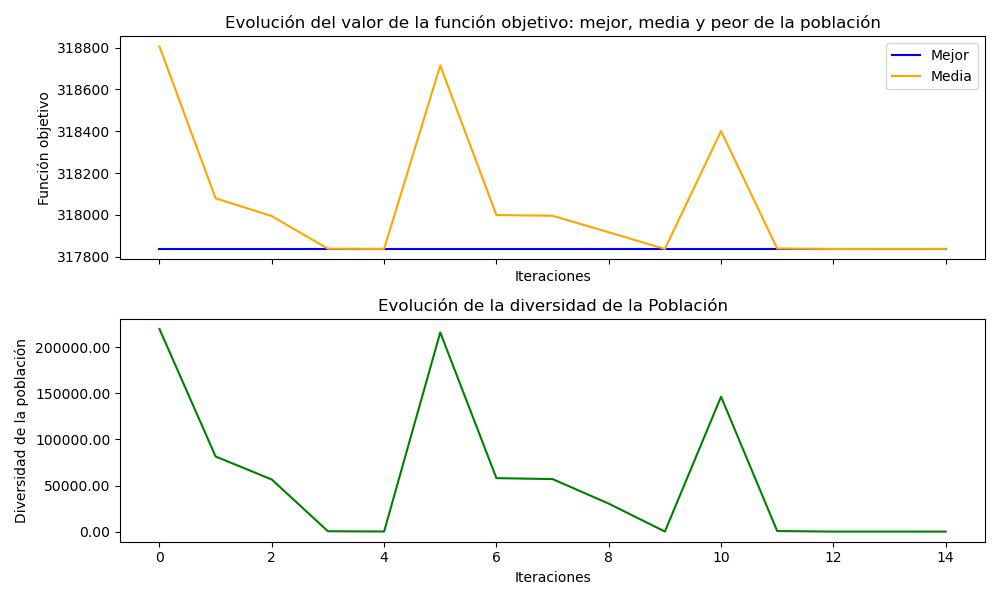 Evolución del valor de la función objetivo: mejor, media y peor de la población
318800
318600
318400
318200
318000
317800
Función objetivo
Mejor
Media
Iteraciones
Evolución de la diversidad de la Población
200000.00
150000.00
100000.00
50000.00
0.00
Diversidad de la población
0 2 4 6 8 10 12 14
Iteraciones